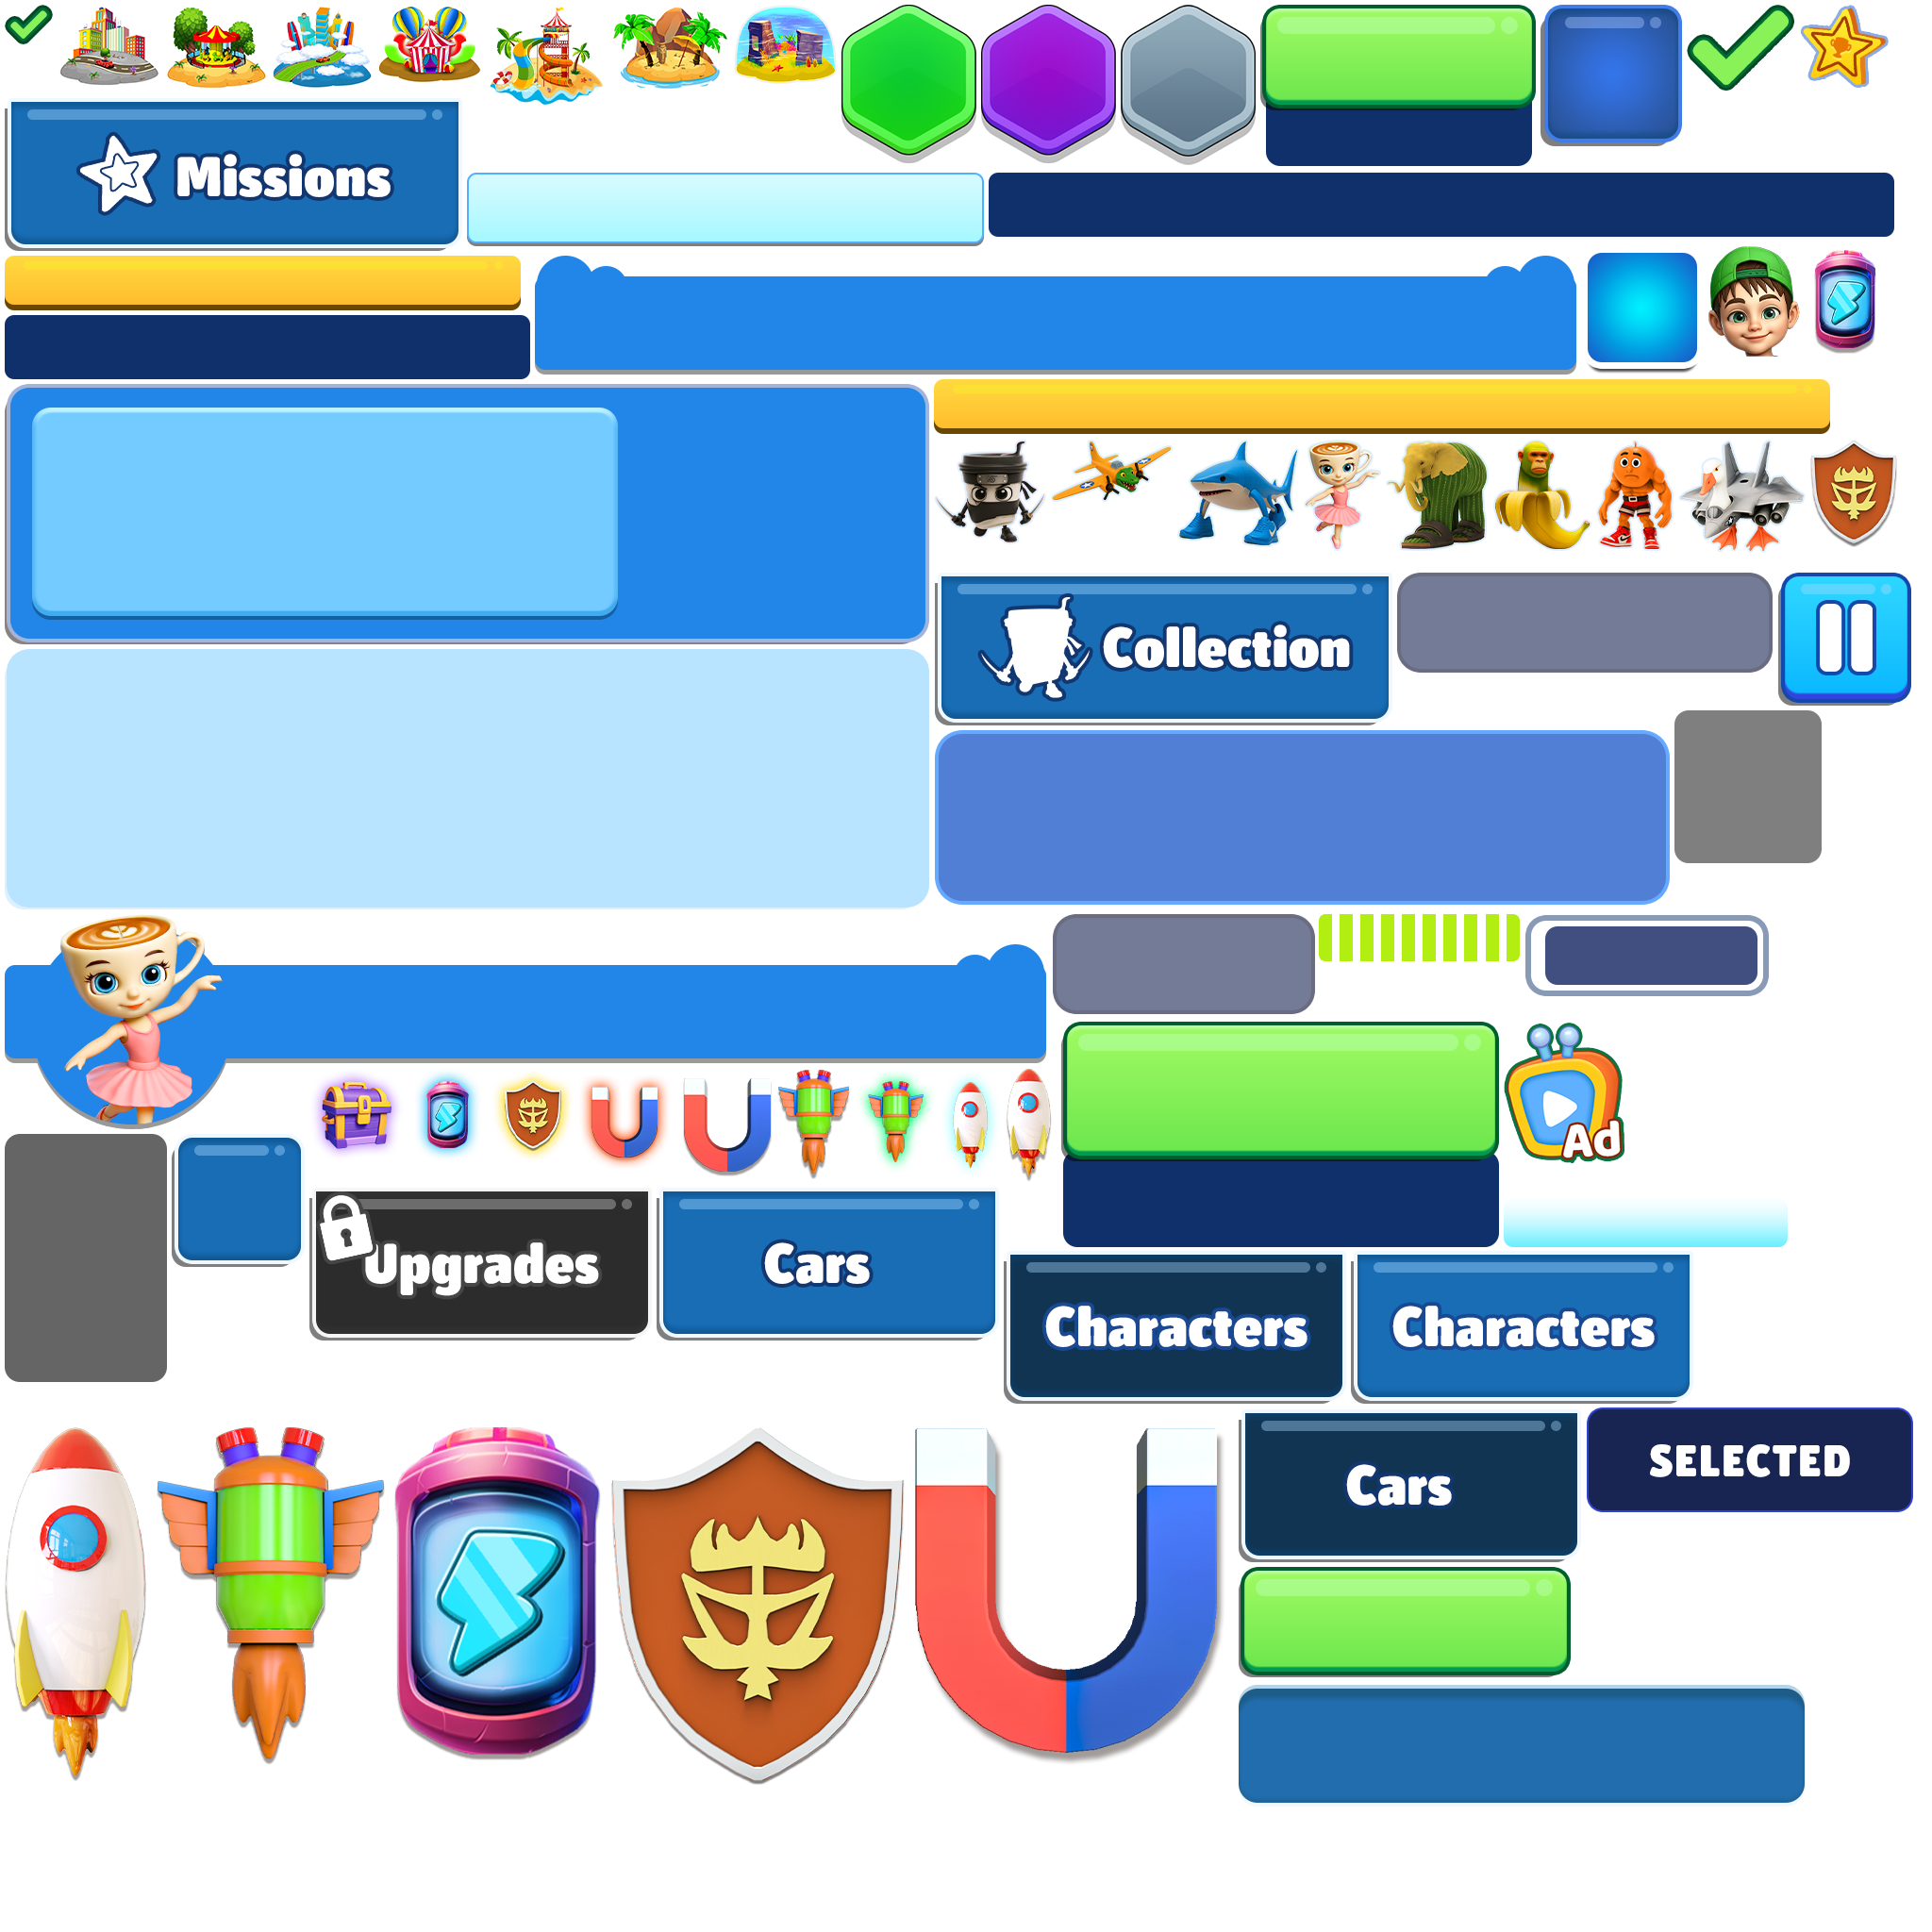 Missions
Collection
Ad
Upgrades
Cars
Characters
Characters
Cars
SELECTED